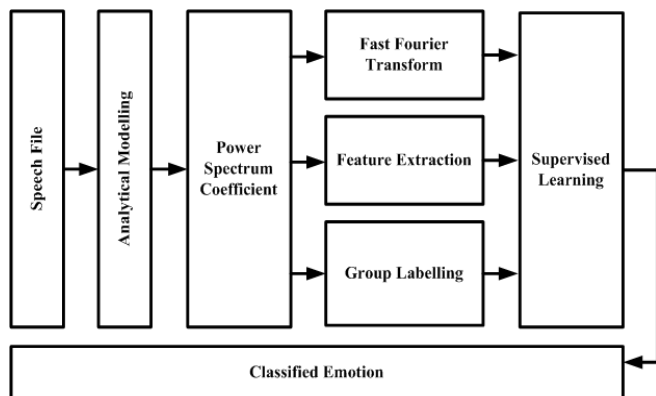 Speech File
Analytical Modelling
Power
Spectrum
Coefficient
Fast Fourier
Transform
Feature Extraction
Group Labelling
Supervised
Learning
Classified Emotion